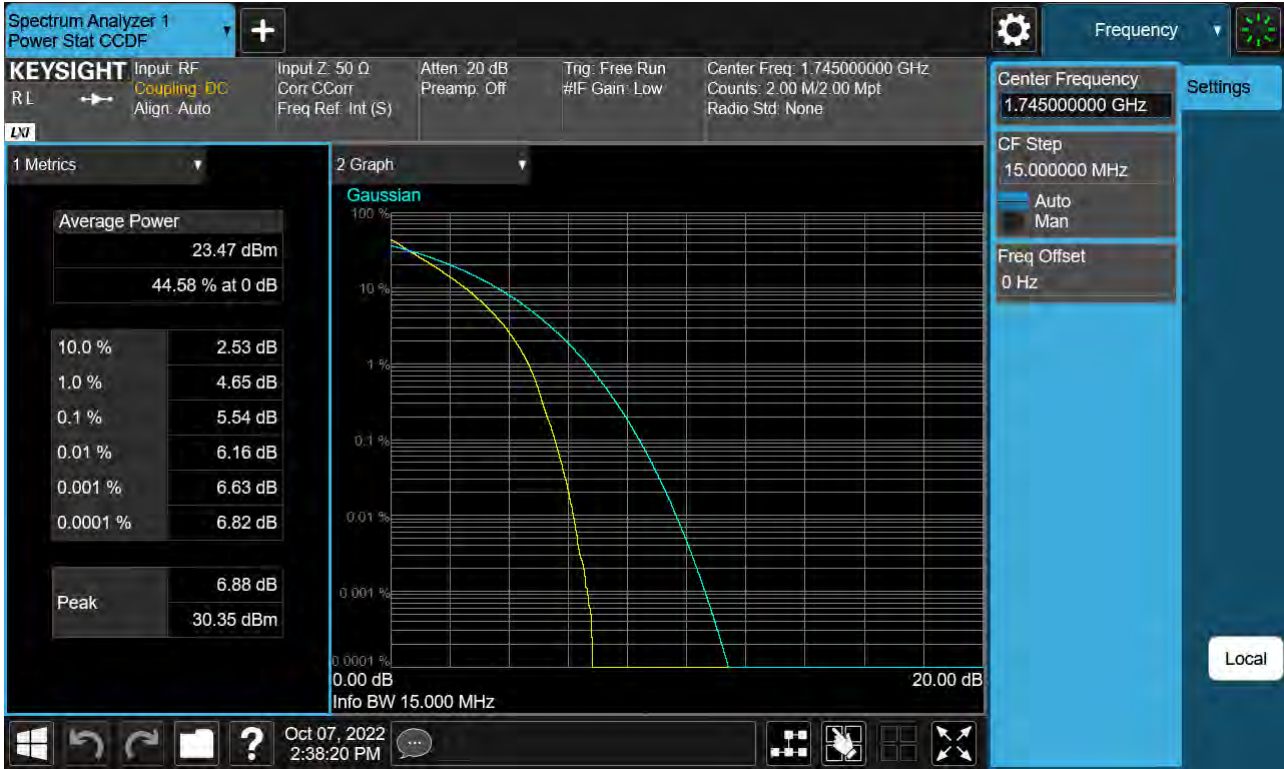 Spectrum Analyzer 1
Power Stat CCDF
+
Frequency
KEYSIGHT
R L
LXI
Input: RF
Coupling: DC
Align: Auto
Input Z: 50 Ω
Corr CCorr
Freq Ref: Int (S)
Atten: 20 dB
Preamp: Off
Trig: Free Run
#IF Gain: Low
Center Freq: 1.745000000 GHz
Counts: 2.00 M/2.00 Mpt
Radio Std: None
Center Frequency
1.745000000 GHz
Settings
CF Step
15.000000 MHz
Auto
Man
Freq Offset
0 Hz
Local
1 Metrics
Average Power
23.47 dBm
44.58 % at 0 dB
10.0 % 2.53 dB
1.0 % 4.65 dB
0.1 % 5.54 dB
0.01 % 6.16 dB
0.001 % 6.63 dB
0.0001 % 6.82 dB
Peak
6.88 dB
30.35 dBm
2 Graph
Gaussian
100 %
10 %
1 %
0.1 %
0.01 %
0.001 %
0.0001 %
0.00 dB 20.00 dB
Info BW 15.000 MHz
?
Oct 07, 2022
2:38:20 PM